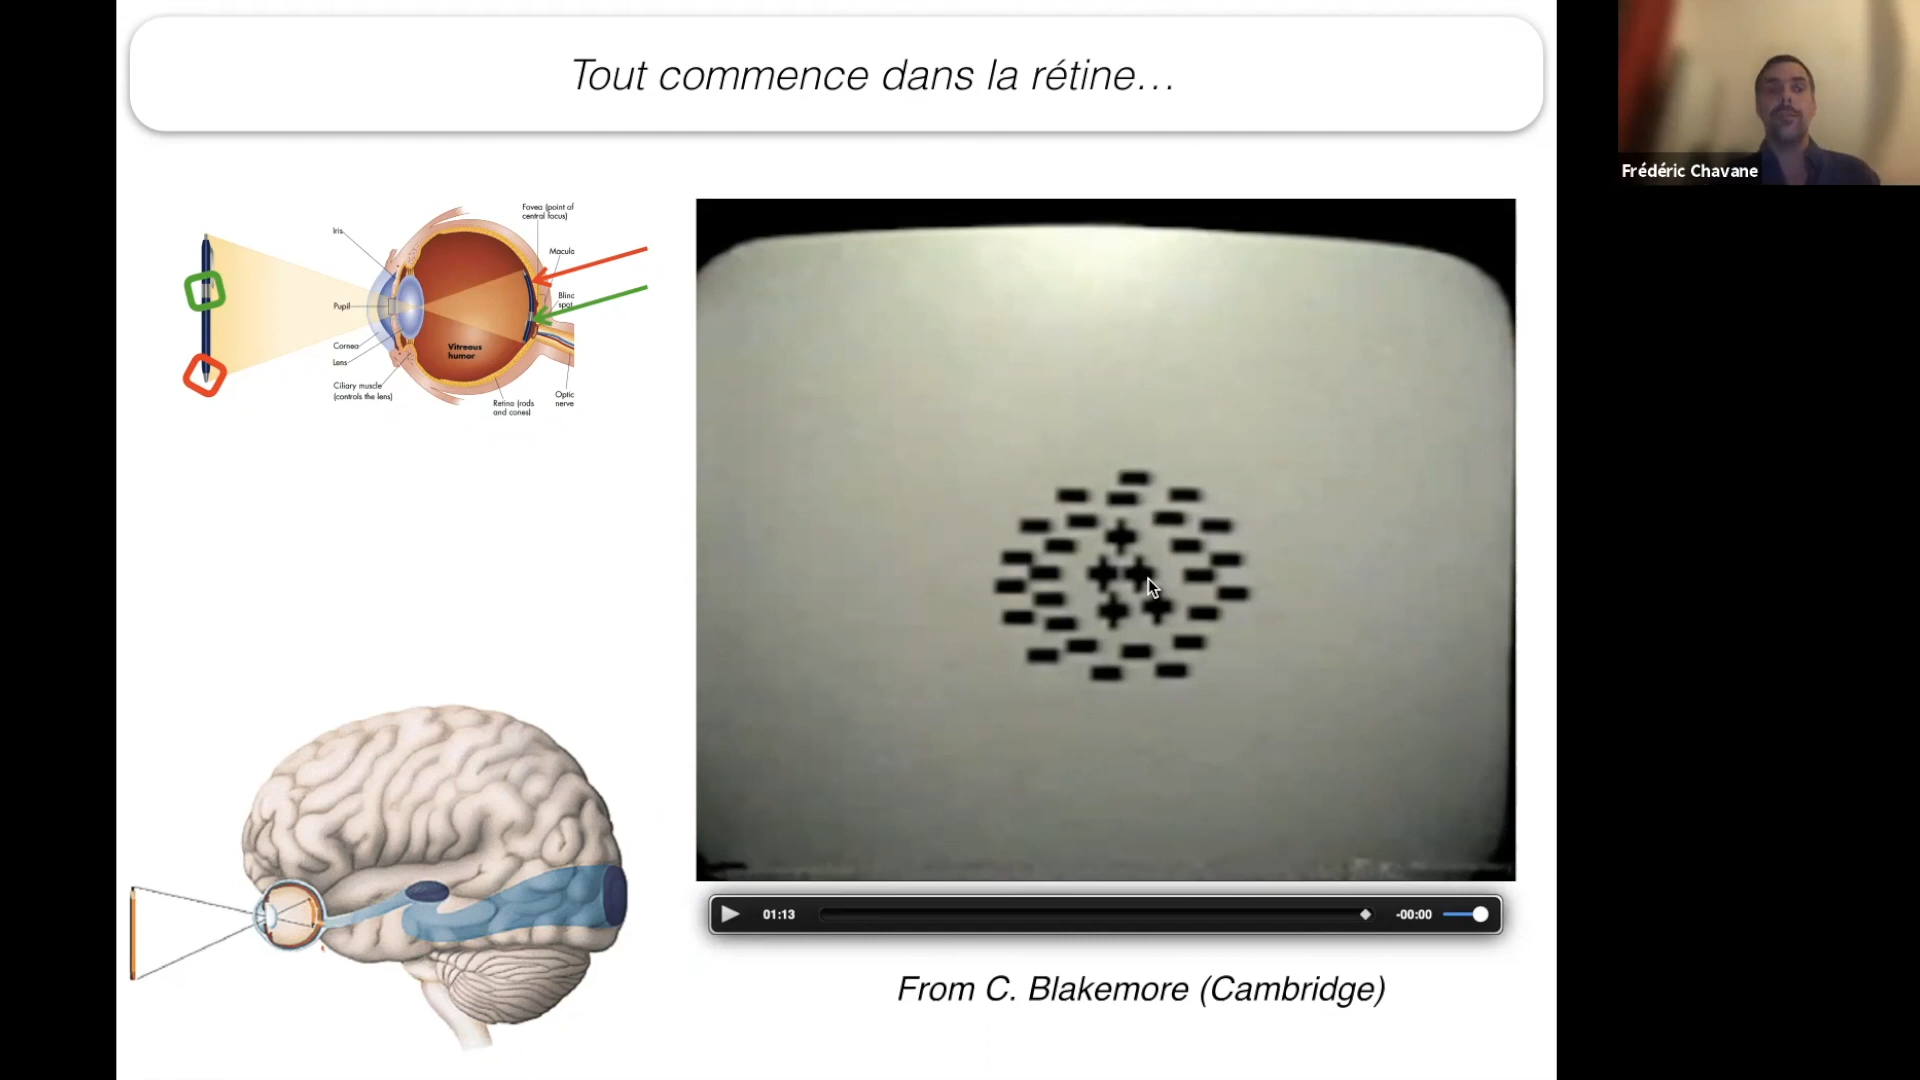 Tout commence dans la rétine…
Frédéric Chavane
Fovea (point of
central focus)
Iris
Macula
Blind
spot
Pupil
Cornea
Vitreous
humor
Lens
Ciliary muscle
(controls the lens)
Optic
nerve
Retina (rods
and cones)
01:13
-00:00
From C. Blakemore (Cambridge)